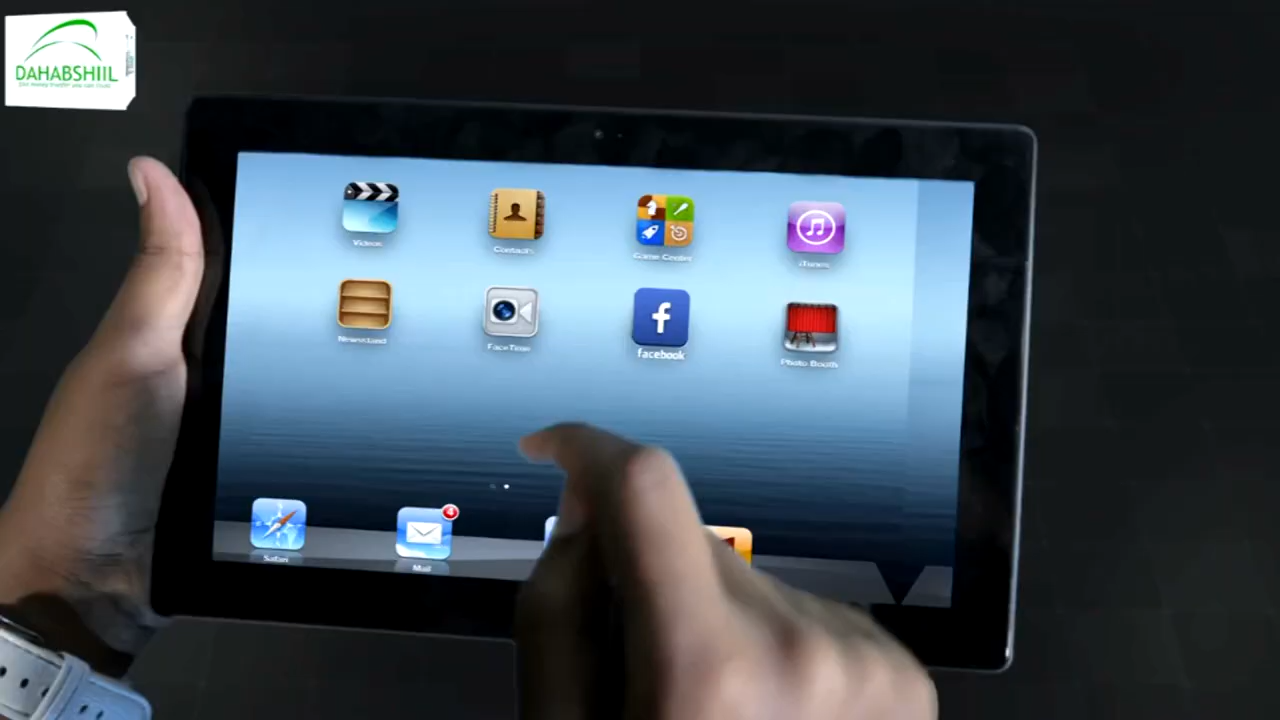 DAHABSHIIL
Videos
Contacts
Game Center
iTunes
Newsstand
FaceTime
facebook
Photo Booth
4
Safari
Mail